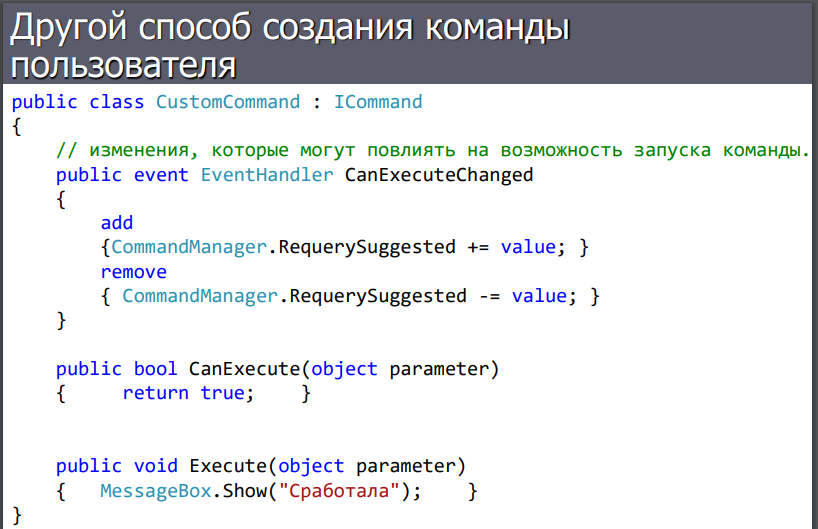 Другой способ создания команды
пользователя
public class CustomCommand : ICommand
{
// изменения, которые могут повлиять на возможность запуска команды.
public event EventHandler CanExecuteChanged
{
add
{CommandManager.RequerySuggested += value; }
remove
{ CommandManager.RequerySuggested -= value; }
}
public bool CanExecute(object parameter)
{ return true; }
public void Execute(object parameter)
{ MessageBox.Show("Сработала"); }
}